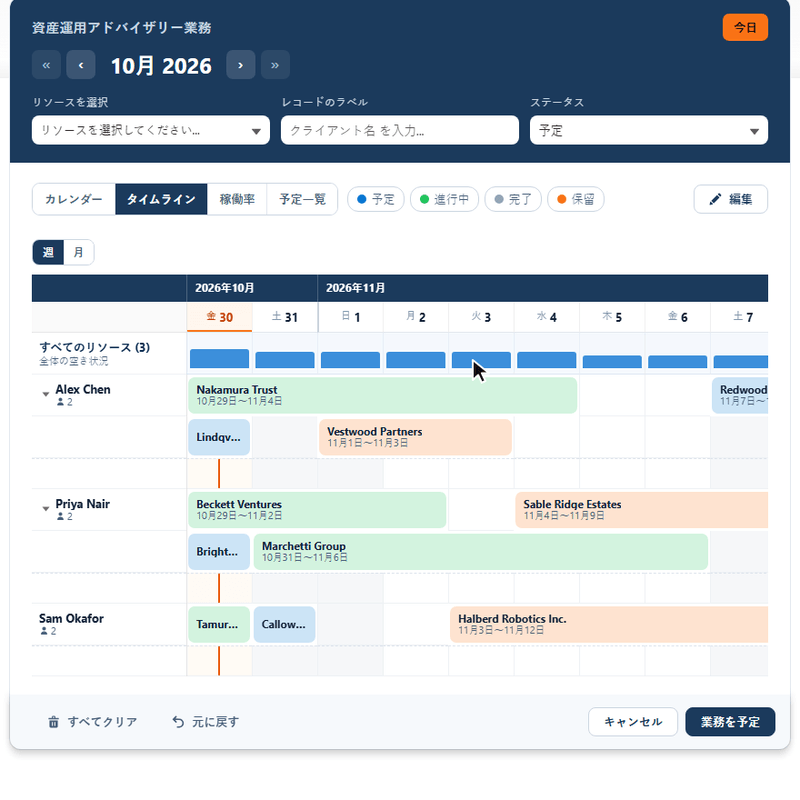 資産運用アドバイザリー業務
今日
« ‹ 10月 2026 › »
リソースを選択 レコードのラベル ステータス
リソースを選択してください... クライアント名 を入力... 予定
カレンダー タイムライン 稼働率 予定一覧 予定 進行中 完了 保留 編集
週 月
2026年10月 2026年11月
金 30 土 31 日 1 月 2 火 3 水 4 木 5 金 6 土 7
すべてのリソース (3)
全体の空き状況
Alex Chen
2
Nakamura Trust
10月29日〜11月4日
Redwood
11月7日〜
Lindqv...
Vestwood Partners
11月1日〜11月3日
Priya Nair
2
Beckett Ventures
10月29日〜11月2日
Sable Ridge Estates
11月4日〜11月9日
Bright...
Marchetti Group
10月31日〜11月6日
Sam Okafor
2
Tamur...
Callow...
Halberd Robotics Inc.
11月3日〜11月12日
すべてクリア 元に戻す キャンセル 業務を予定